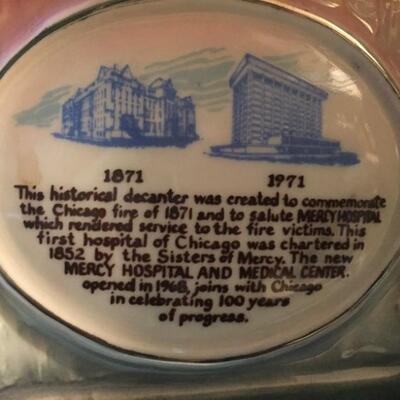 1871 1971
This historical decanter was created to commemorate
the Chicago fire of 1871 and to salute MERCY HOSPITAL
which rendered service to the fire victims. This
first hospital of Chicago was chartered in
1852 by the Sisters of Mercy. The new
MERCY HOSPITAL AND MEDICAL CENTER.
opened in 1968, joins with Chicago
in celebrating 100 years
of progress.